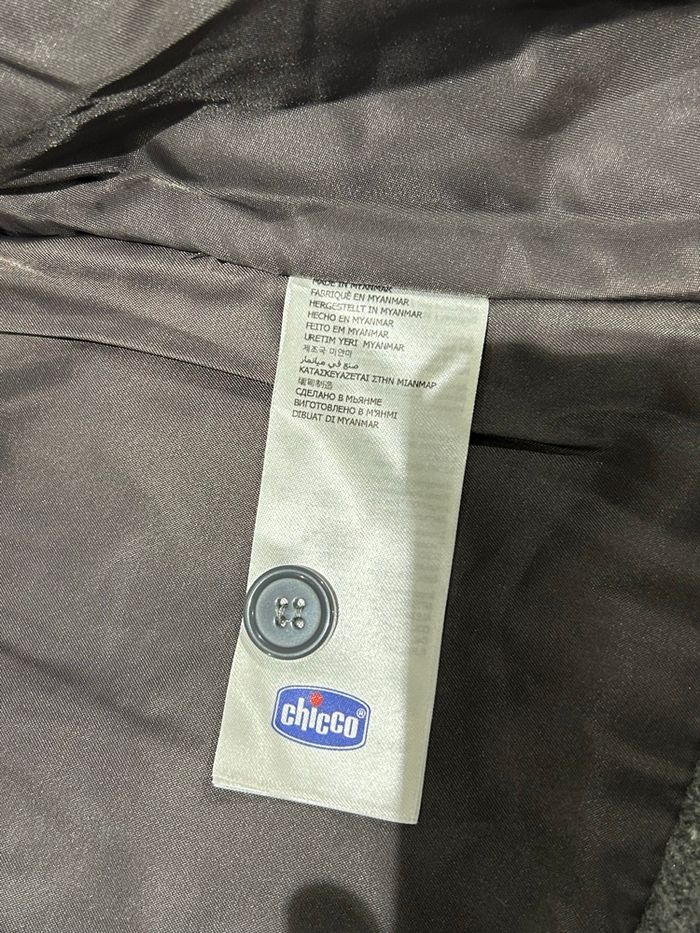 MADE IN MYANMAR
FABRIQUÉ EN MYANMAR
HERGESTELLT IN MYANMAR
HECHO EN MYANMAR
FEITO EM MYANMAR
URETIM YERI MYANMAR
제조국 미얀마
صنع في ميانمار
ΚΑΤΑΣΚΕΥΑΖΕΤΑΙ ΣΤΗΝ ΜΙΑΝΜΑΡ
缅甸制造
СДЕЛАНО В МЬЯНМЕ
ВИГОТОВЛЕНО В М'ЯНМІ
DIBUAT DI MYANMAR
chicco®